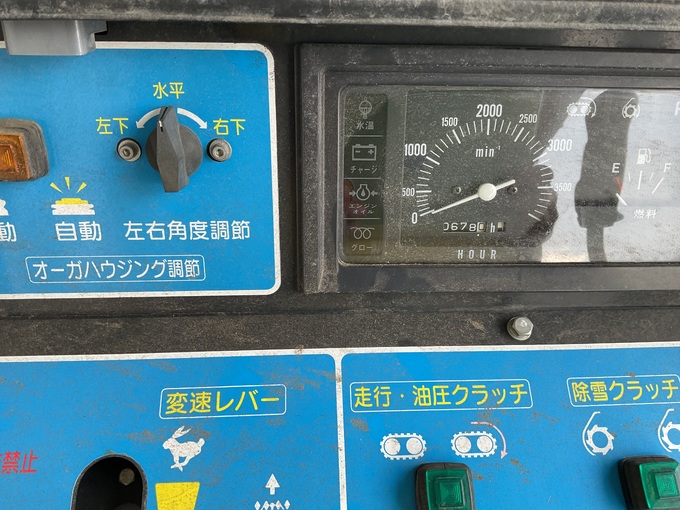 水平
左下 右下
動 自動 左右角度調節
オーガハウジング調節
水温
チャージ
エンジン
オイル
グロー
0 500 1000 1500 2000 2500 3000 3500
min⁻¹
0678 h
HOUR
E F
燃料
変速レバー
禁止
走行・油圧クラッチ
除雪クラッチ